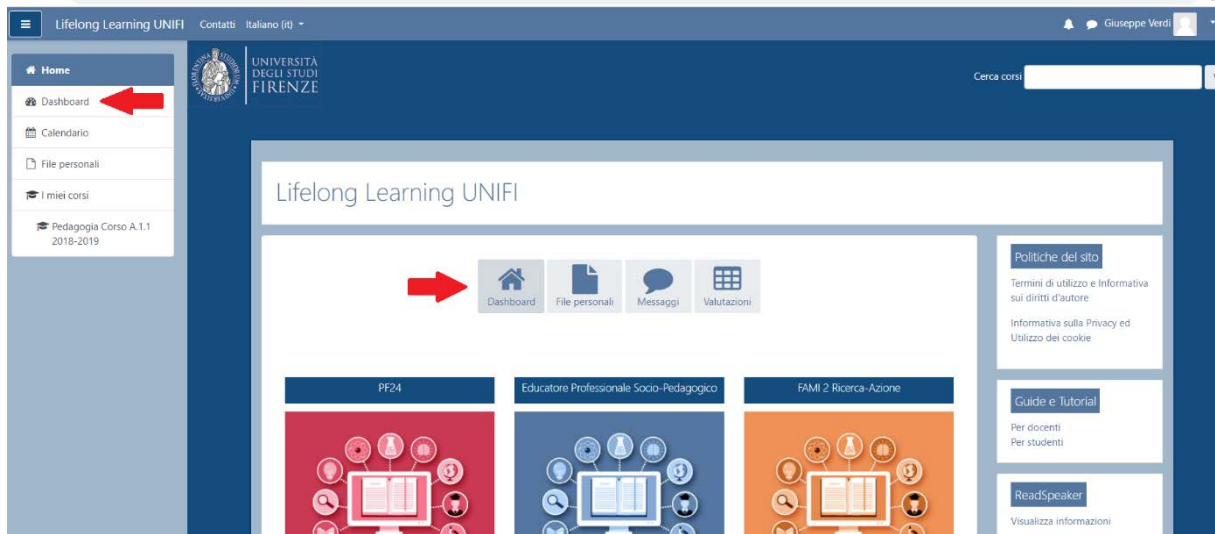 Lifelong Learning UNIFI Contatti Italiano (it)
Giuseppe Verdi
Home
Dashboard
Calendario
File personali
I miei corsi
Pedagogia Corso A.1.1
2018-2019
UNIVERSITÀ
DEGLI STUDI
FIRENZE
Cerca corsi
Lifelong Learning UNIFI
Dashboard
File personali
Messaggi
Valutazioni
PF24
Educatore Professionale Socio-Pedagogico
FAMI 2 Ricerca-Azione
Politiche del sito
Termini di utilizzo e Informativa
sui diritti d'autore
Informativa sulla Privacy ed
Utilizzo dei cookie
Guide e Tutorial
Per docenti
Per studenti
ReadSpeaker
Visualizza informazioni